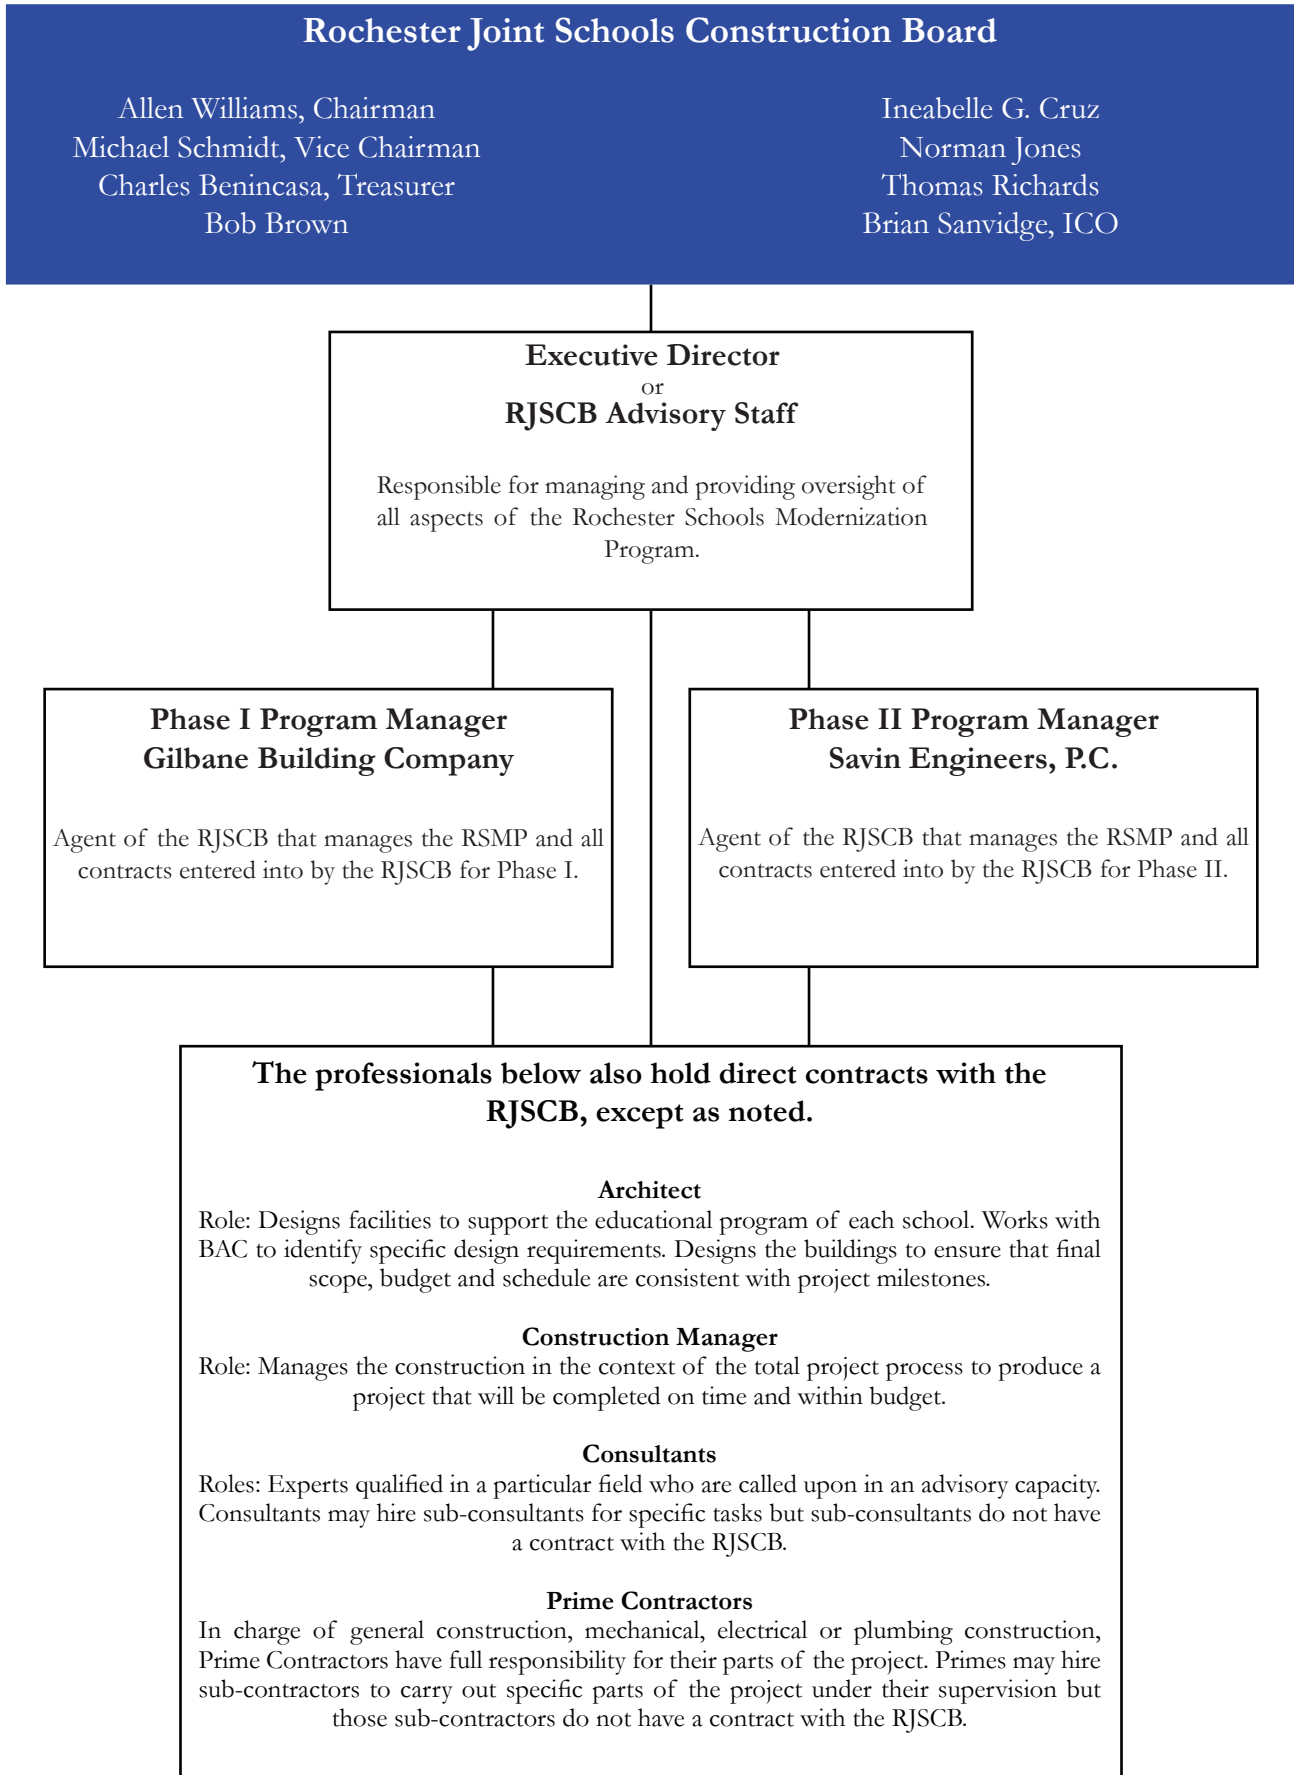 Rochester Joint Schools Construction Board
Allen Williams, Chairman
Michael Schmidt, Vice Chairman
Charles Benincasa, Treasurer
Bob Brown
Ineabelle G. Cruz
Norman Jones
Thomas Richards
Brian Sanvidge, ICO
Executive Director
or
RJSCB Advisory Staff
Responsible for managing and providing oversight of
all aspects of the Rochester Schools Modernization
Program.
Phase I Program Manager
Gilbane Building Company
Agent of the RJSCB that manages the RSMP and all
contracts entered into by the RJSCB for Phase I.
Phase II Program Manager
Savin Engineers, P.C.
Agent of the RJSCB that manages the RSMP and all
contracts entered into by the RJSCB for Phase II.
The professionals below also hold direct contracts with the
RJSCB, except as noted.
Architect
Role: Designs facilities to support the educational program of each school. Works with
BAC to identify specific design requirements. Designs the buildings to ensure that final
scope, budget and schedule are consistent with project milestones.
Construction Manager
Role: Manages the construction in the context of the total project process to produce a
project that will be completed on time and within budget.
Consultants
Roles: Experts qualified in a particular field who are called upon in an advisory capacity.
Consultants may hire sub-consultants for specific tasks but sub-consultants do not have
a contract with the RJSCB.
Prime Contractors
In charge of general construction, mechanical, electrical or plumbing construction,
Prime Contractors have full responsibility for their parts of the project. Primes may hire
sub-contractors to carry out specific parts of the project under their supervision but
those sub-contractors do not have a contract with the RJSCB.